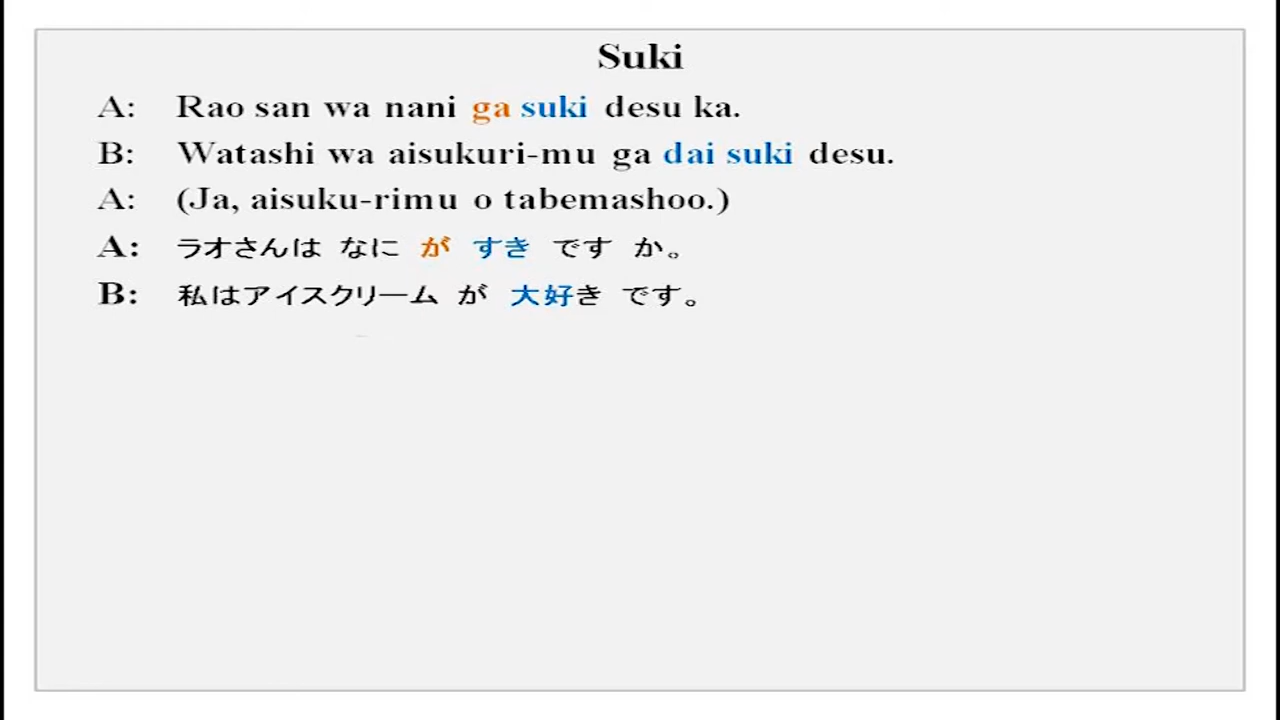 Suki
A: Rao san wa nani ga suki desu ka.
B: Watashi wa aisukuri-mu ga dai suki desu.
A: (Ja, aisuku-rimu o tabemashoo.)
A: ラオさんは なに が すき です か。
B: 私はアイスクリーム が 大好き です。